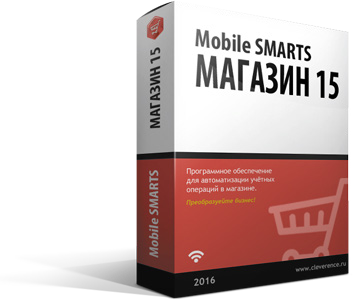 Mobile SMARTS
МАГАЗИН 15
Программное обеспечение
для автоматизации учётных
операций в магазине.
Преобразуйте бизнес!
www.cleverence.ru
2016
Mobile SMARTS
МАГАЗИН 15